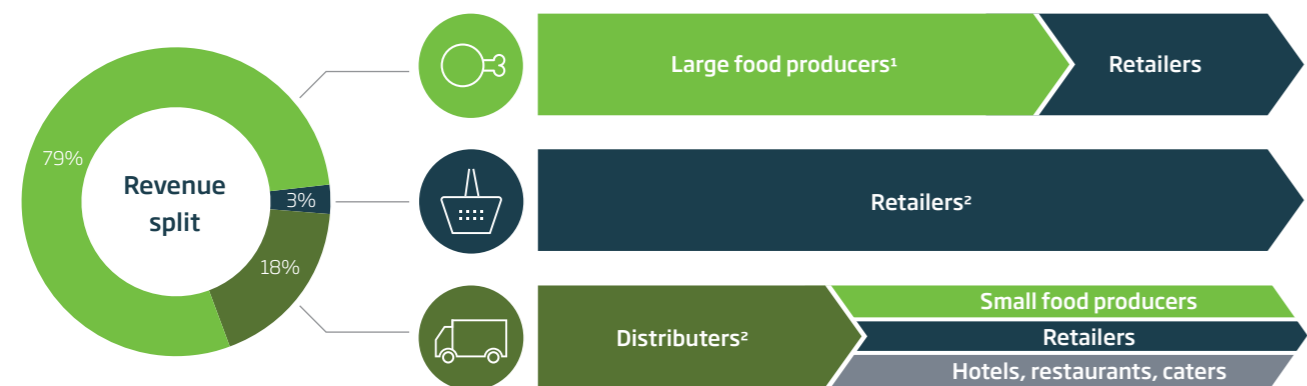 79%
Revenue
split
3%
18%
Large food producers¹
Retailers
Retailers²
Distributers²
Small food producers
Retailers
Hotels, restaurants, caters